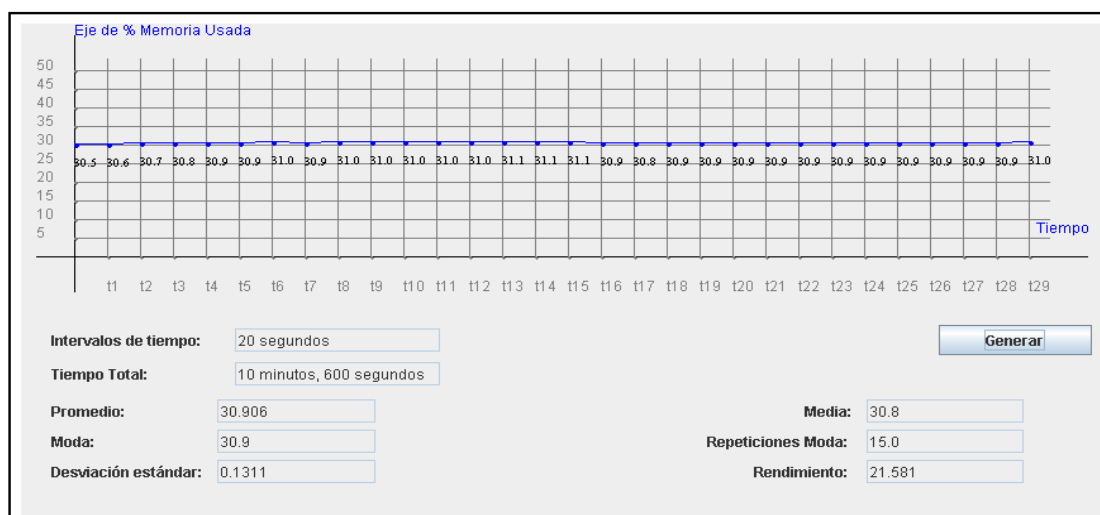 Eje de % Memoria Usada
50
45
40
35
30
25
20
15
10
5
30.5 30.6 30.7 30.8 30.9 30.9 31.0 30.9 31.0 31.0 31.0 31.0 31.0 31.1 31.1 31.1 30.9 30.8 30.9 30.9 30.9 30.9 30.9 30.9 30.9 30.9 30.9 30.9 30.9 31.0
Tiempo
t1 t2 t3 t4 t5 t6 t7 t8 t9 t10 t11 t12 t13 t14 t15 t16 t17 t18 t19 t20 t21 t22 t23 t24 t25 t26 t27 t28 t29
Intervalos de tiempo: 20 segundos Generar
Tiempo Total: 10 minutos, 600 segundos
Promedio: 30.906 Media: 30.8
Moda: 30.9 Repeticiones Moda: 15.0
Desviación estándar: 0.1311 Rendimiento: 21.581